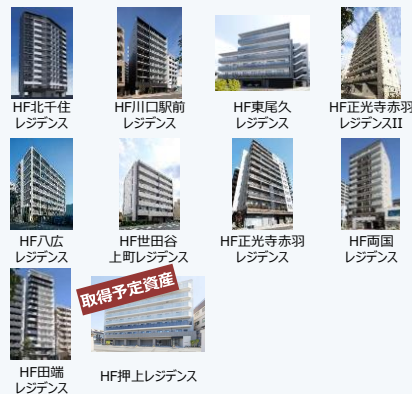 HF北千住
レジデンス
HF川口駅前
レジデンス
HF東尾久
レジデンス
HF正光寺赤羽
レジデンスII
HF八広
レジデンス
HF世田谷
上町レジデンス
HF正光寺赤羽
レジデンス
HF両国
レジデンス
HF田端
レジデンス
取得予定資産
HF押上レジデンス